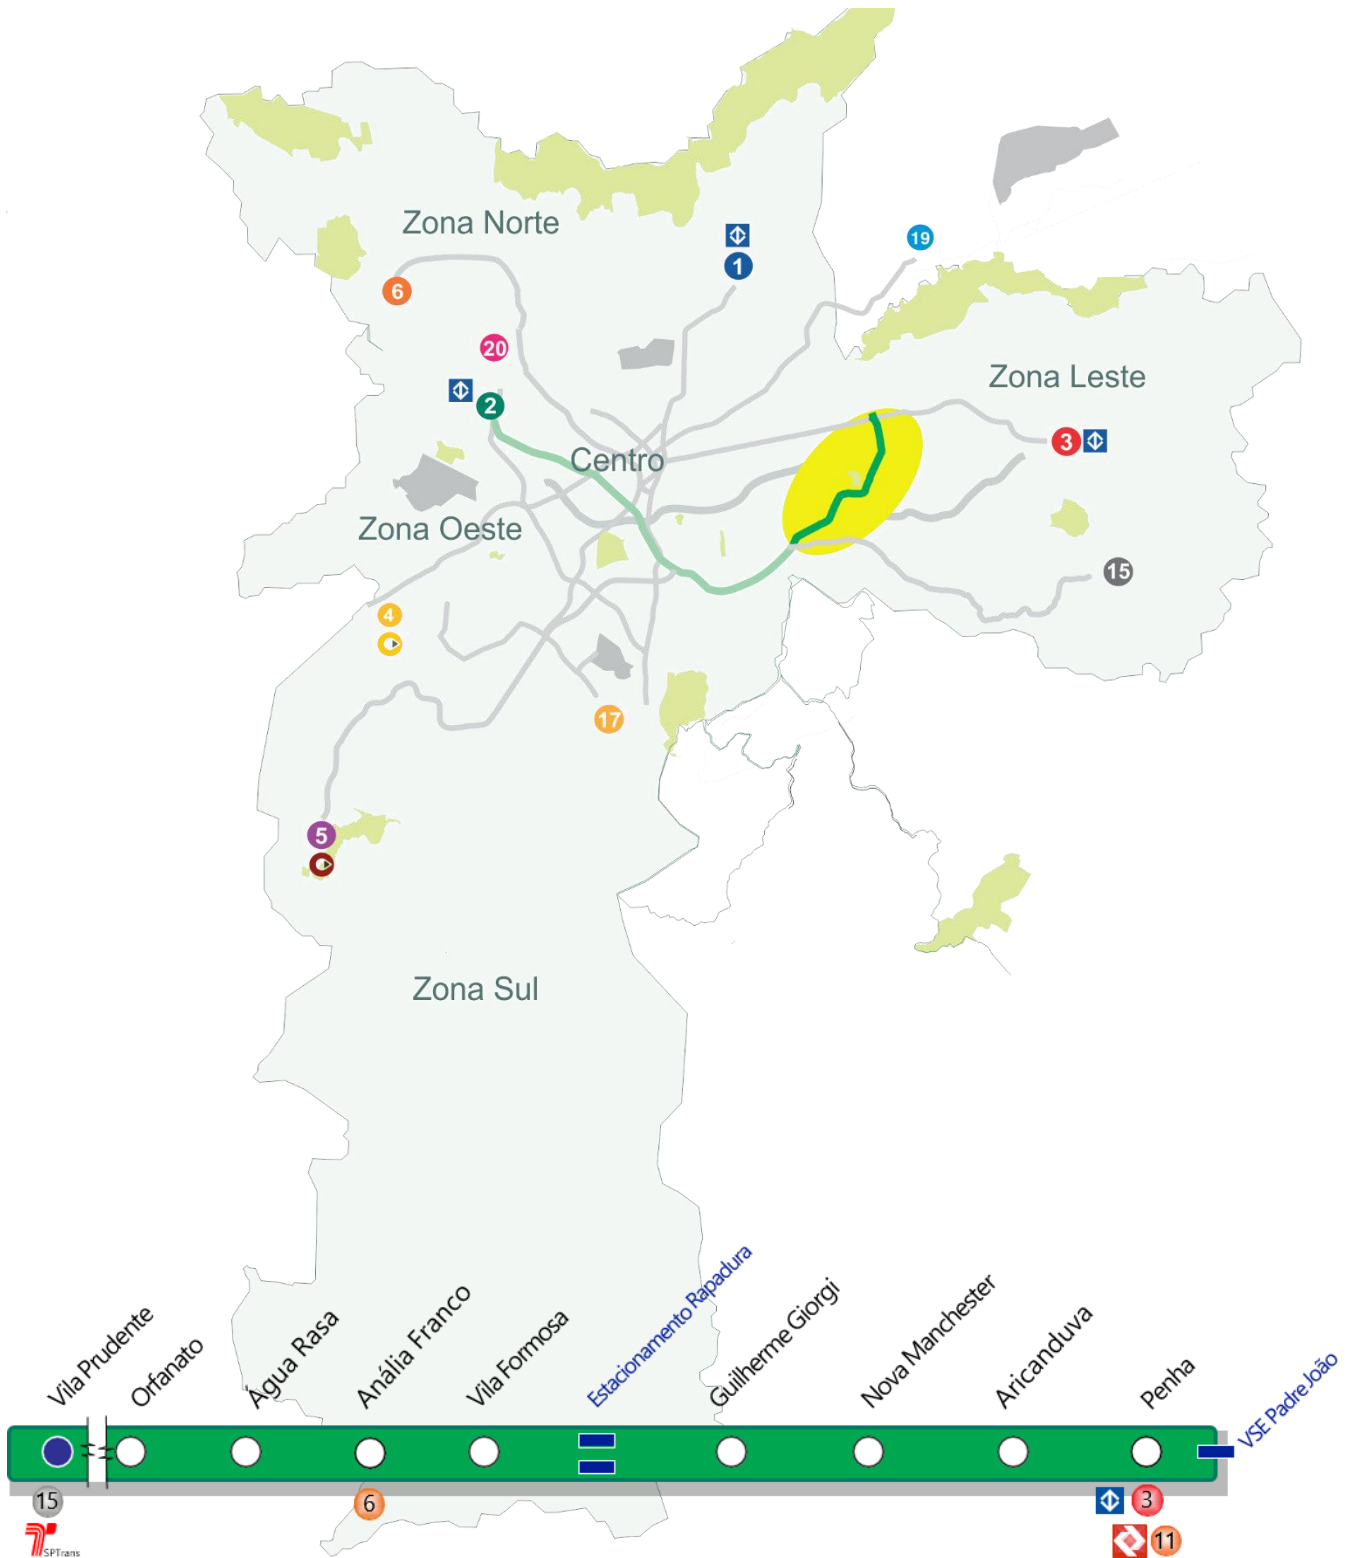 Zona Norte
1
19
6
20
2
Zona Leste
3
Centro
Zona Oeste
15
4
17
5
Zona Sul
Vila Prudente
Orfanato
Água Rasa
Anália Franco
Vila Formosa
Estacionamento Rapadura
Guilherme Giorgi
Nova Manchester
Aricanduva
Penha
VSE Padre João
15
6
3
SPTrans
11